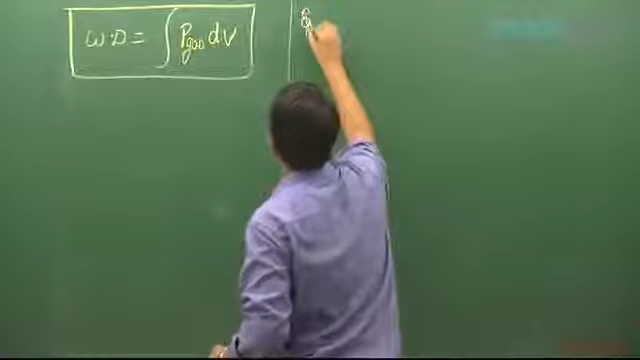 W.D = ∫ P_gas dV